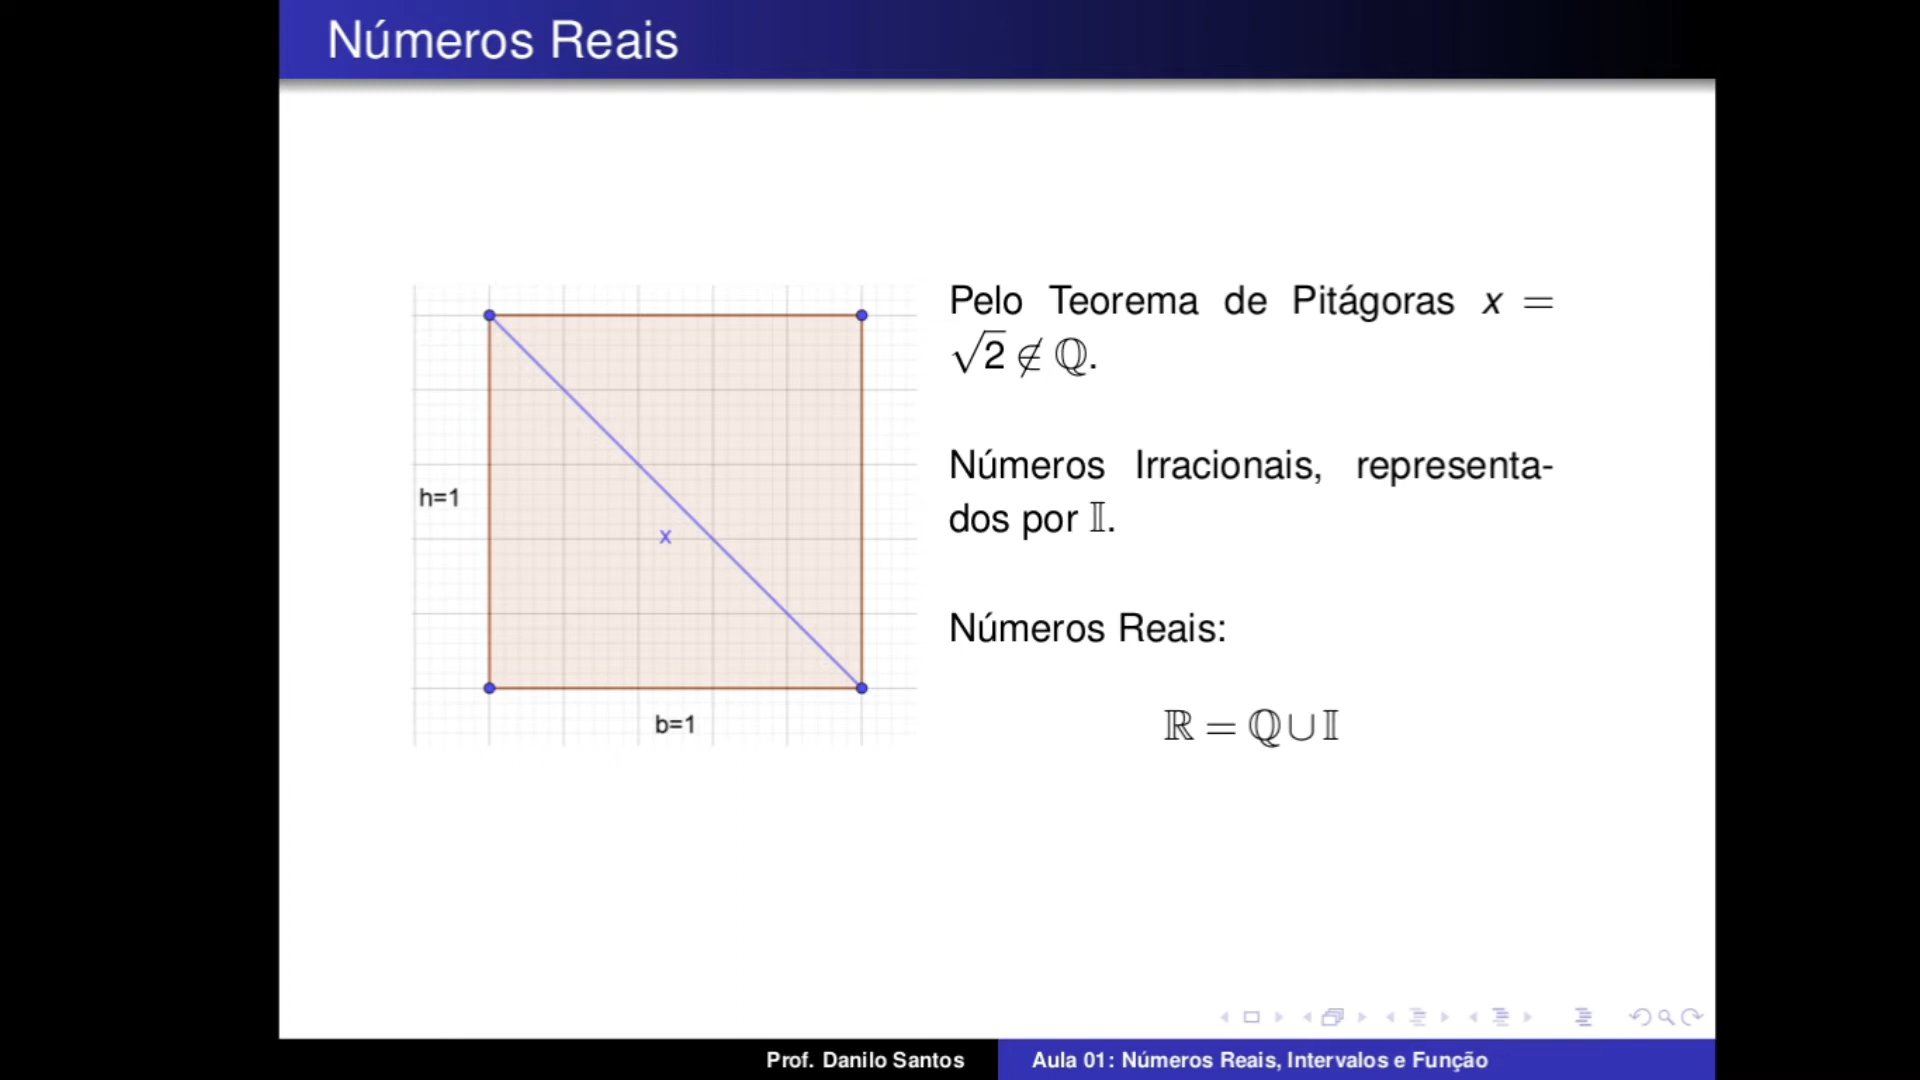 Números Reais
Pelo Teorema de Pitágoras x =
√2 ∉ ℚ.
Números Irracionais, representa-
dos por 𝕀.
Números Reais:
ℝ = ℚ ∪ 𝕀
h=1
x
b=1
Prof. Danilo Santos
Aula 01: Números Reais, Intervalos e Função